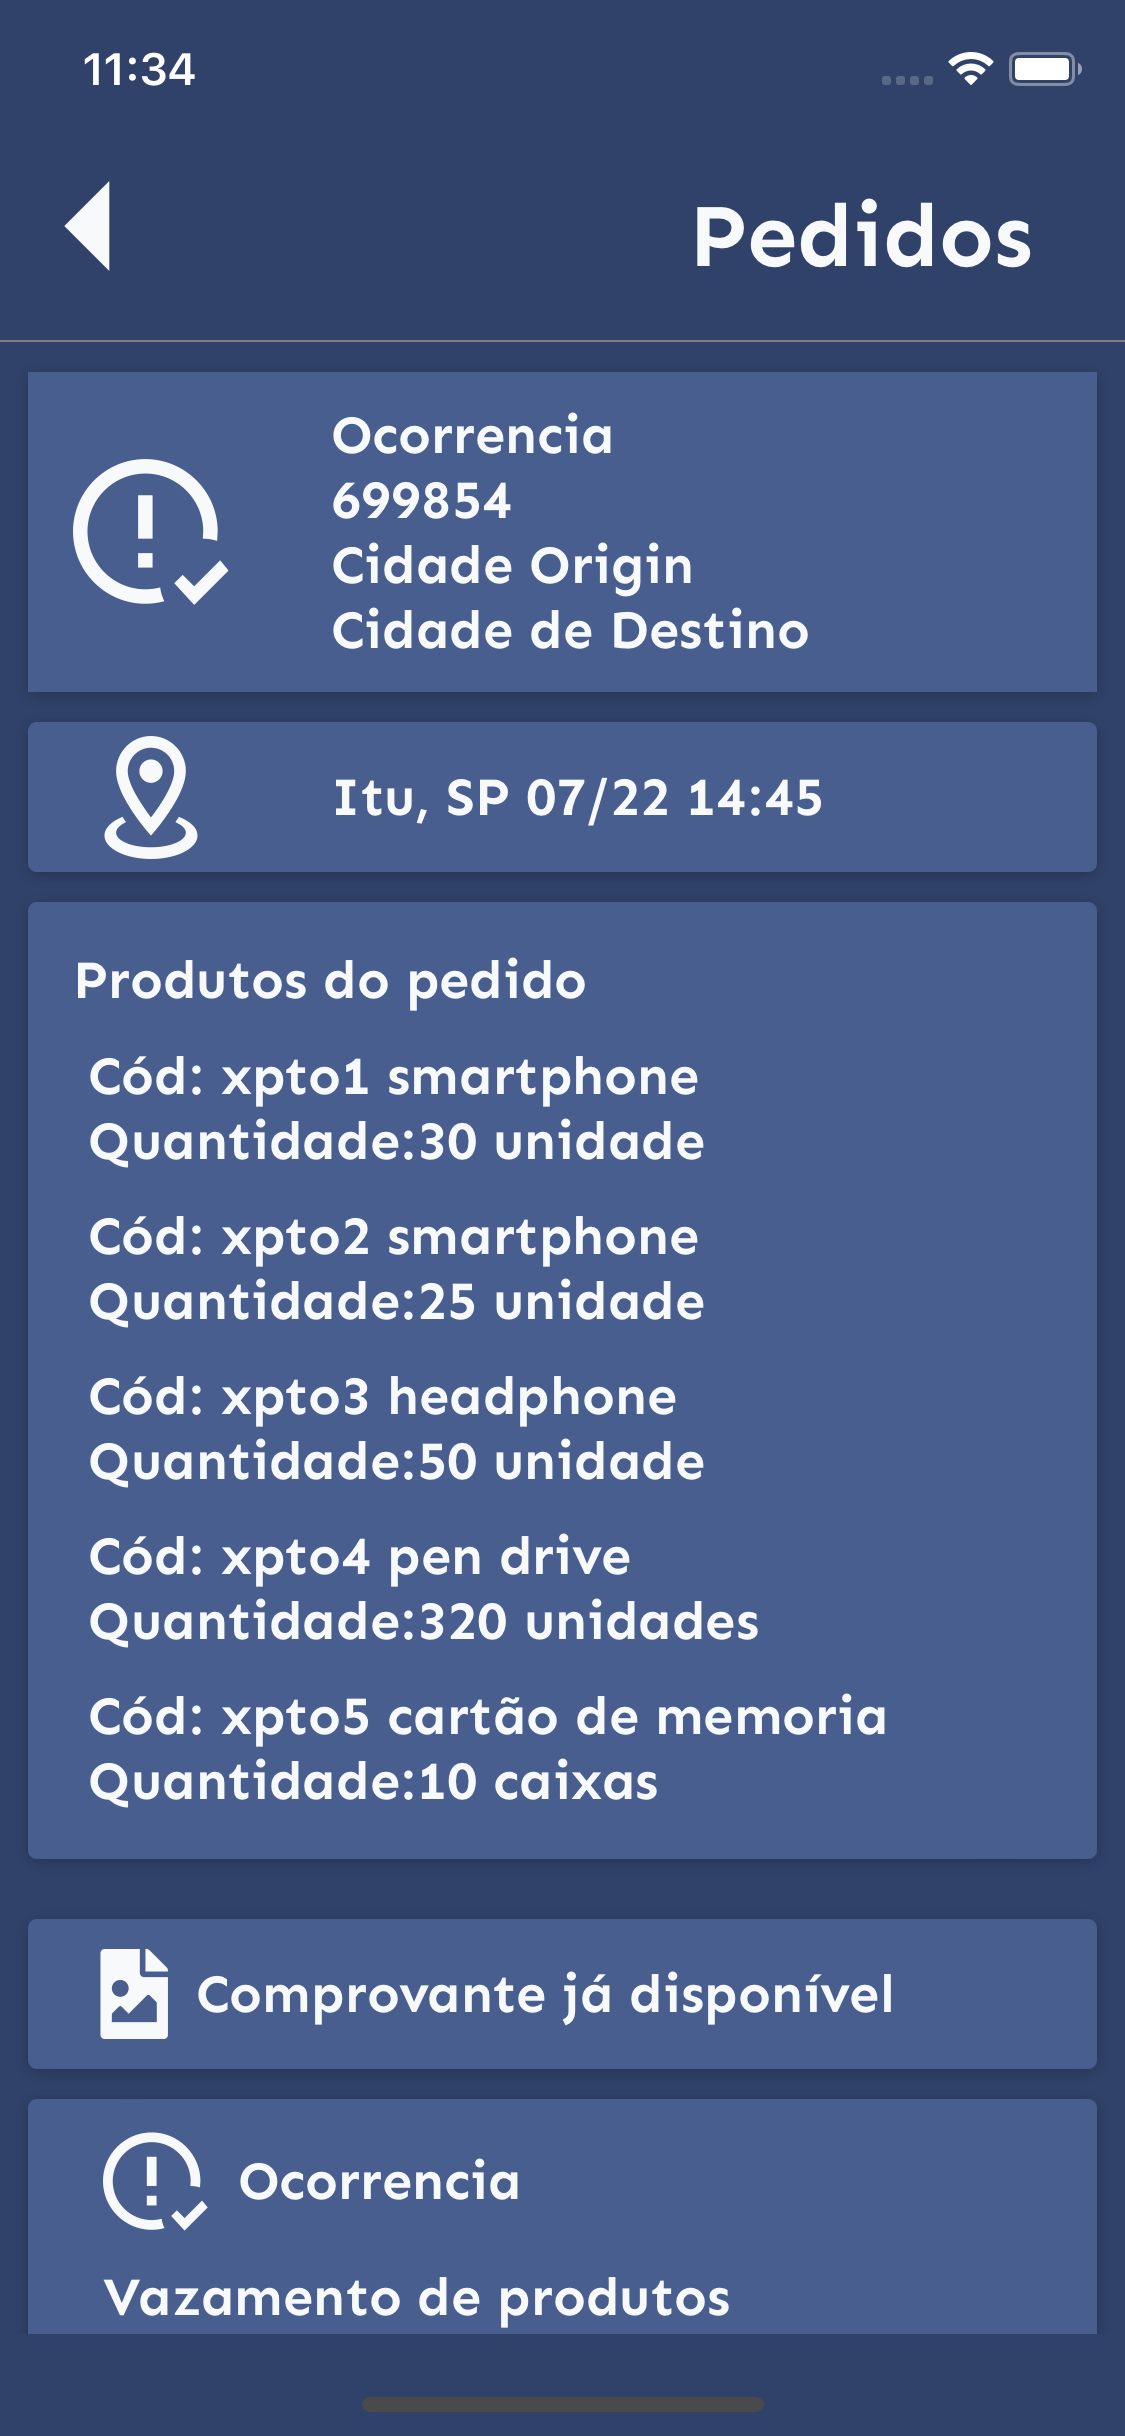 11:34
Pedidos
Ocorrencia
699854
Cidade Origin
Cidade de Destino
Itu, SP 07/22 14:45
Produtos do pedido
Cód: xpto1 smartphone
Quantidade:30 unidade
Cód: xpto2 smartphone
Quantidade:25 unidade
Cód: xpto3 headphone
Quantidade:50 unidade
Cód: xpto4 pen drive
Quantidade:320 unidades
Cód: xpto5 cartão de memoria
Quantidade:10 caixas
Comprovante já disponível
Ocorrencia
Vazamento de produtos